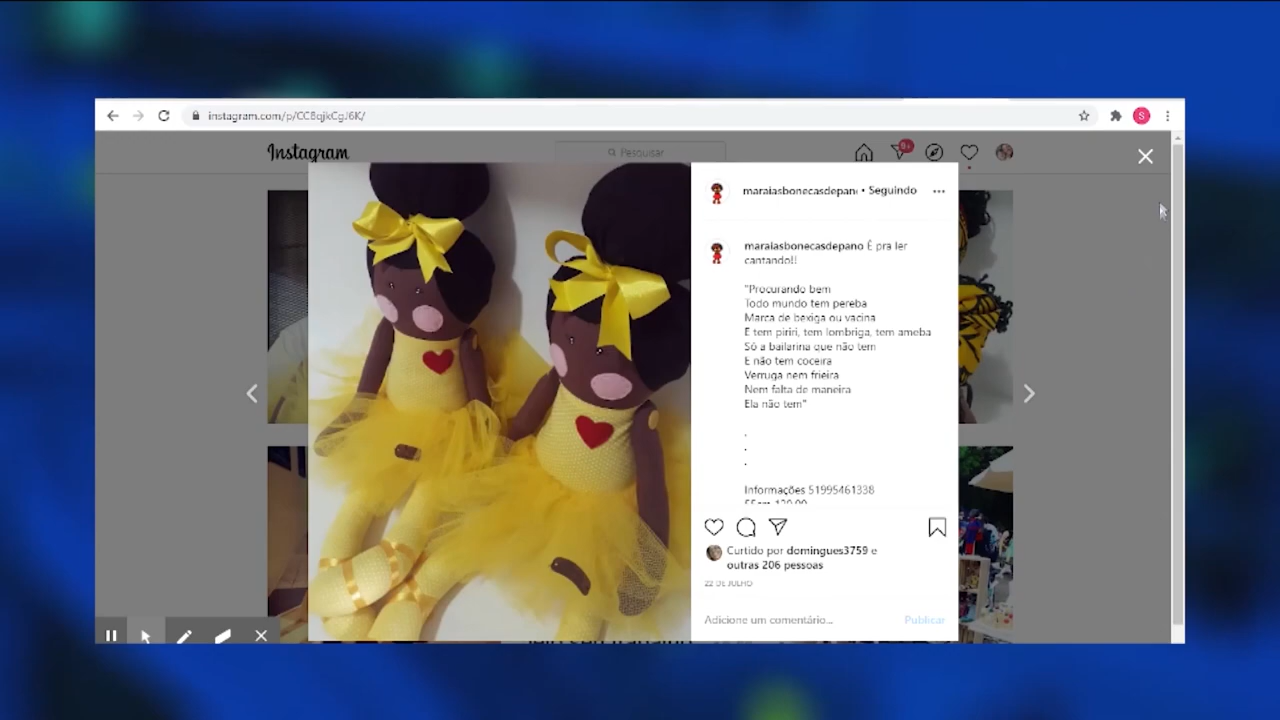 instagram.com/p/CC8qjkCgJ6K/
S
Instagram
Pesquisar
9+
maraiasbonecasdepan • Seguindo
maraiasbonecasdepano É pra ler
cantando!!
"Procurando bem
Todo mundo tem pereba
Marca de bexiga ou vacina
E tem piriri, tem lombriga, tem ameba
Só a bailarina que não tem
E não tem coceira
Verruga nem frieira
Nem falta de maneira
Ela não tem"
.
.
.
Informações 51995461338
Curtido por domingues3759 e
outras 206 pessoas
22 DE JULHO
Adicione um comentário...
Publicar